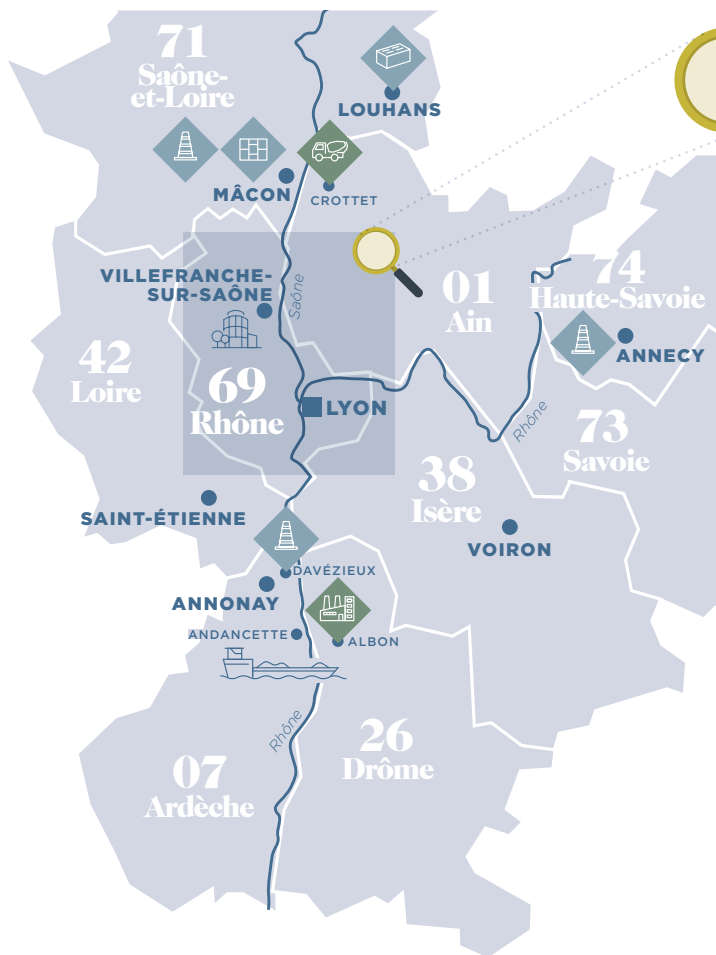 71
Saône-
et-Loire
LOUHANS
MÂCON
CROTTET
VILLEFRANCHE-
SUR-SAÔNE
Saône
01
Ain
74
Haute-Savoie
ANNECY
42
Loire
69
Rhône
LYON
Rhône
73
Savoie
38
Isère
SAINT-ÉTIENNE
VOIRON
DAVÉZIEUX
ANNONAY
ANDANCETTE
ALBON
Rhône
26
Drôme
07
Ardèche